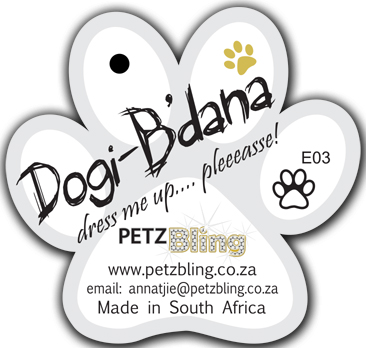 Dogi-B'dana
dress me up.... pleeeasse!
E03
PETZ Bling
www.petzbling.co.za
email: annatjie@petzbling.co.za
Made in South Africa